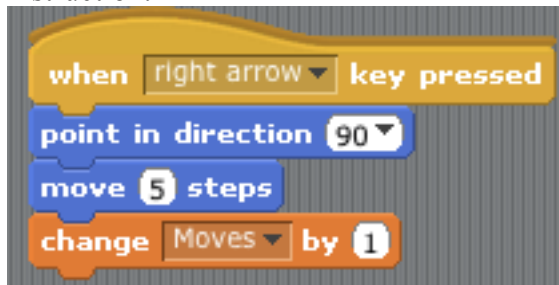 when right arrow key pressed
point in direction 90
move 5 steps
change Moves by 1